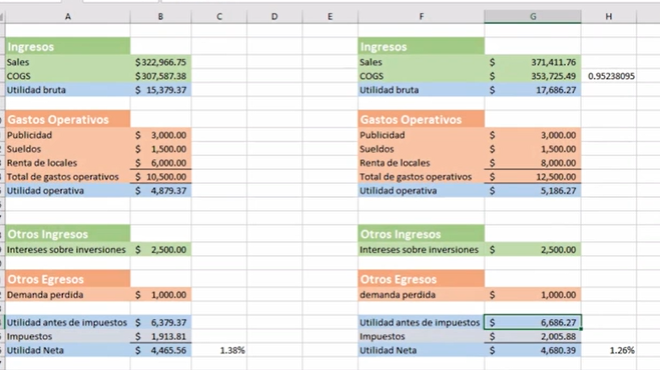 A B C D E F G H
Ingresos Ingresos
Sales $322,966.75 Sales $ 371,411.76
COGS $307,587.38 COGS $ 353,725.49 0.95238095
Utilidad bruta $ 15,379.37 Utilidad bruta $ 17,686.27
Gastos Operativos Gastos Operativos
Publicidad $ 3,000.00 Publicidad $ 3,000.00
Sueldos $ 1,500.00 Sueldos $ 1,500.00
Renta de locales $ 6,000.00 Renta de locales $ 8,000.00
Total de gastos operativos $ 10,500.00 Total de gastos operativos $ 12,500.00
Utilidad operativa $ 4,879.37 Utilidad operativa $ 5,186.27
Otros Ingresos Otros Ingresos
Intereses sobre inversiones $ 2,500.00 Intereses sobre inversiones $ 2,500.00
Otros Egresos Otros Egresos
Demanda perdida $ 1,000.00 demanda perdida $ 1,000.00
Utilidad antes de impuestos $ 6,379.37 Utilidad antes de impuestos $ 6,686.27
Impuestos $ 1,913.81 Impuestos $ 2,005.88
Utilidad Neta $ 4,465.56 1.38% Utilidad Neta $ 4,680.39 1.26%